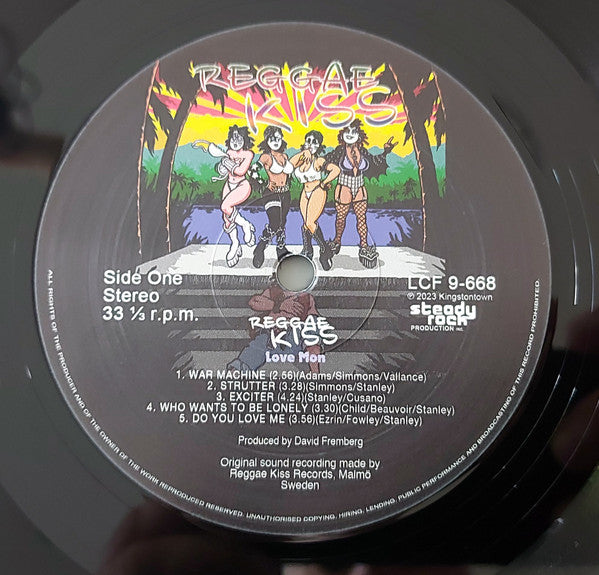 REGGAE
KISS
Side One
Stereo
33 ⅓ r.p.m.
LCF 9-668
℗ 2023 Kingstontown
steady
rock
PRODUCTION INC.
REGGAE
KISS
Love Mon
1. WAR MACHINE (2.56)(Adams/Simmons/Vallance)
2. STRUTTER (3.28)(Simmons/Stanley)
3. EXCITER (4.24)(Stanley/Cusano)
4. WHO WANTS TO BE LONELY (3.30)(Child/Beauvoir/Stanley)
5. DO YOU LOVE ME (3.56)(Ezrin/Fowley/Stanley)
Produced by David Fremberg
Original sound recording made by
Reggae Kiss Records, Malmö
Sweden
ALL RIGHTS OF THE PRODUCER AND OF THE OWNER OF THE WORK REPRODUCED RESERVED. UNAUTHORISED COPYING, HIRING, LENDING, PUBLIC PERFORMANCE AND BROADCASTING OF THIS RECORD PROHIBITED.